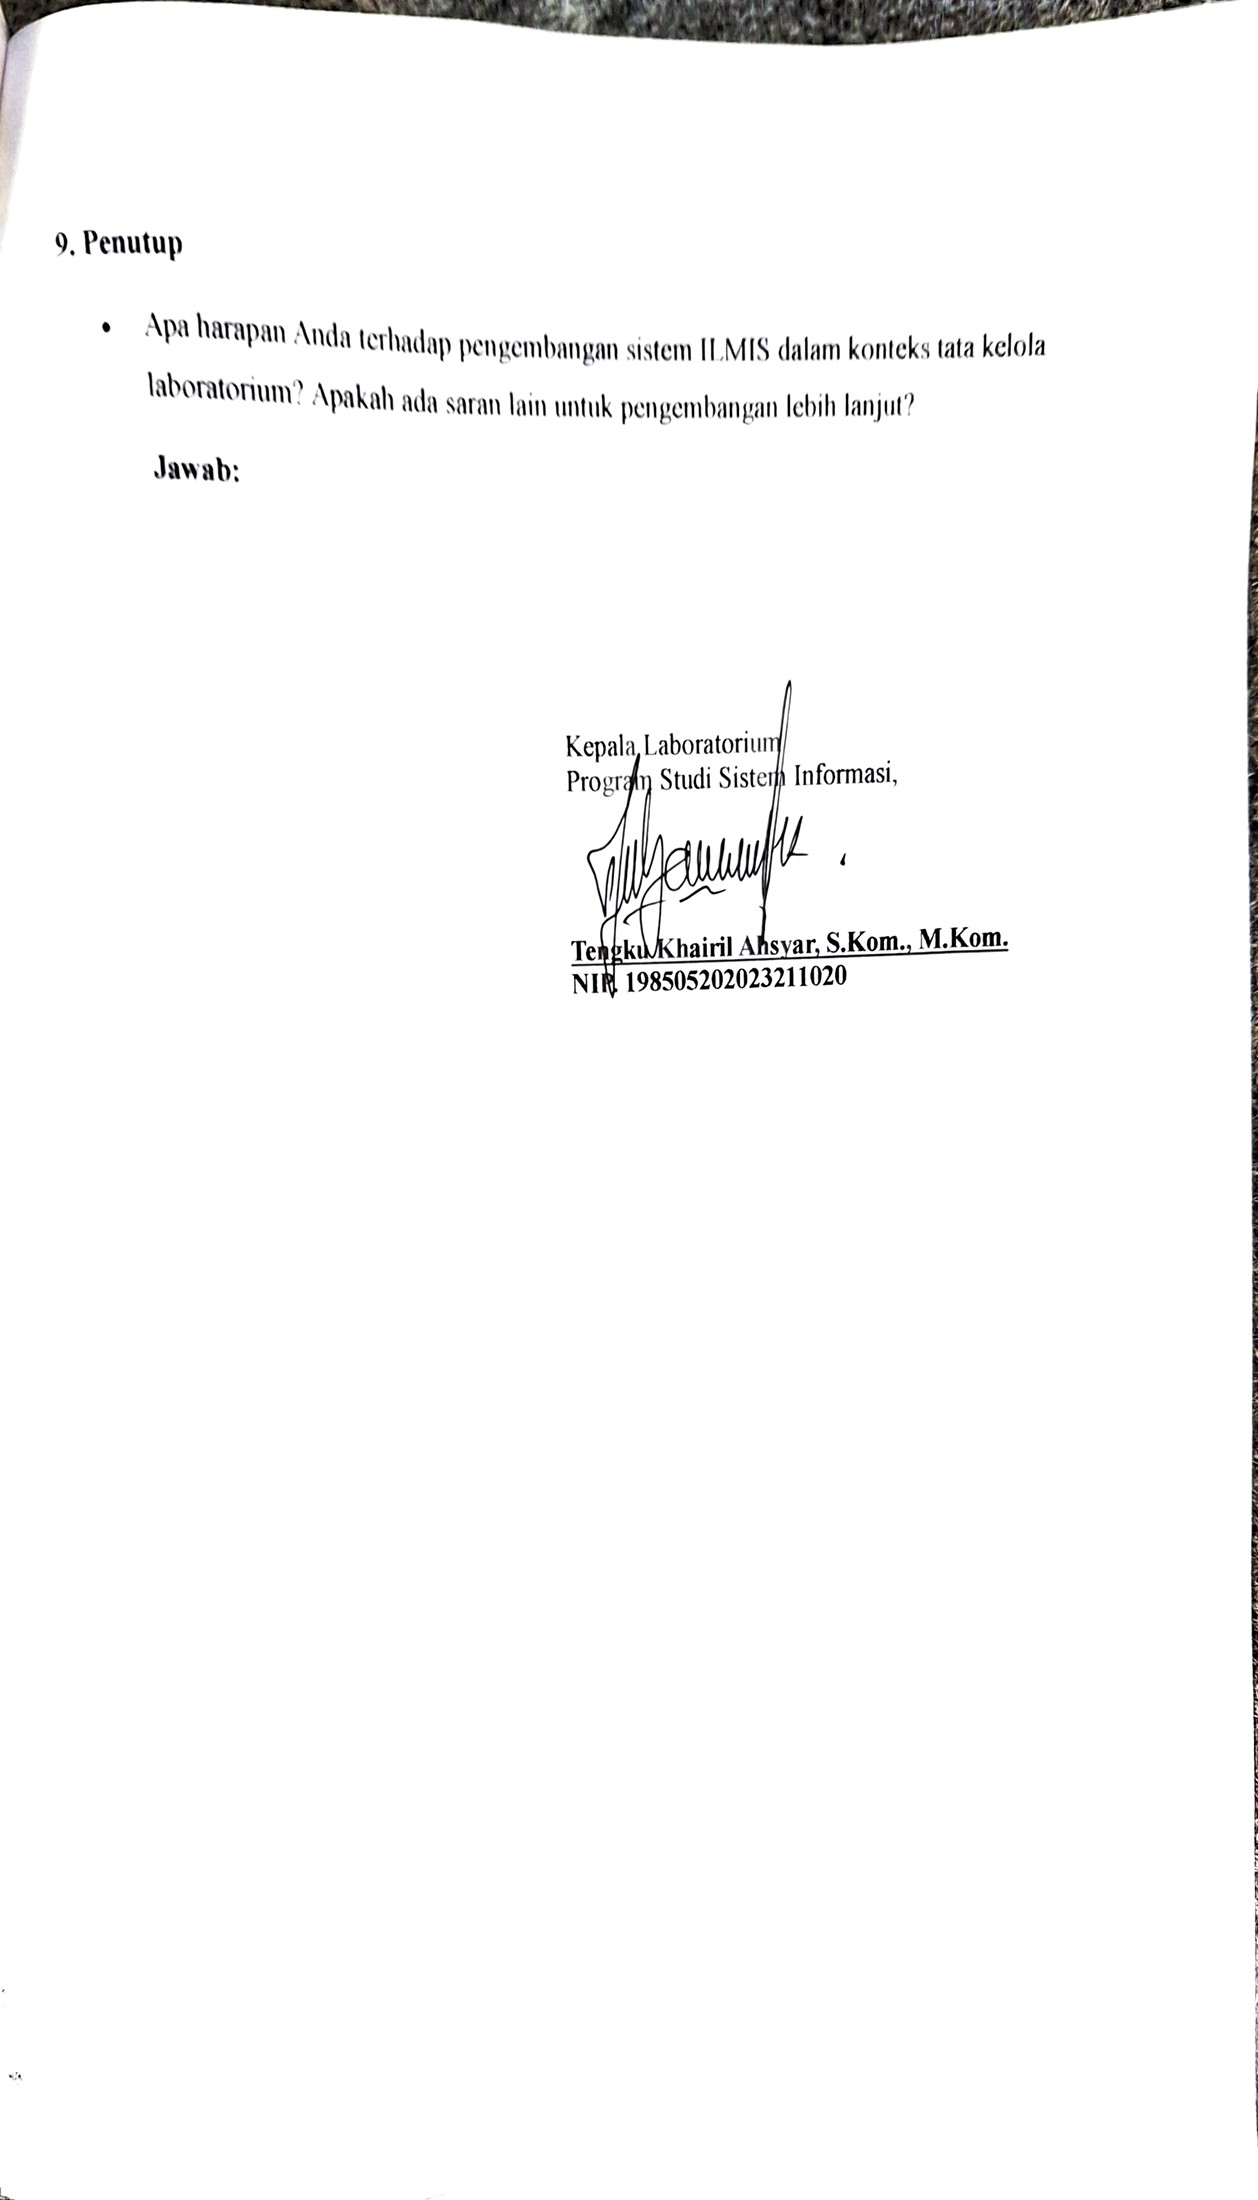 9. Penutup
• Apa harapan Anda terhadap pengembangan sistem ILMIS dalam konteks tata kelola
laboratorium? Apakah ada saran lain untuk pengembangan lebih lanjut?
Jawab:
Kepala Laboratorium
Program Studi Sistem Informasi,
Tengku Khairil Ahsyar, S.Kom., M.Kom.
NIP. 198505202023211020